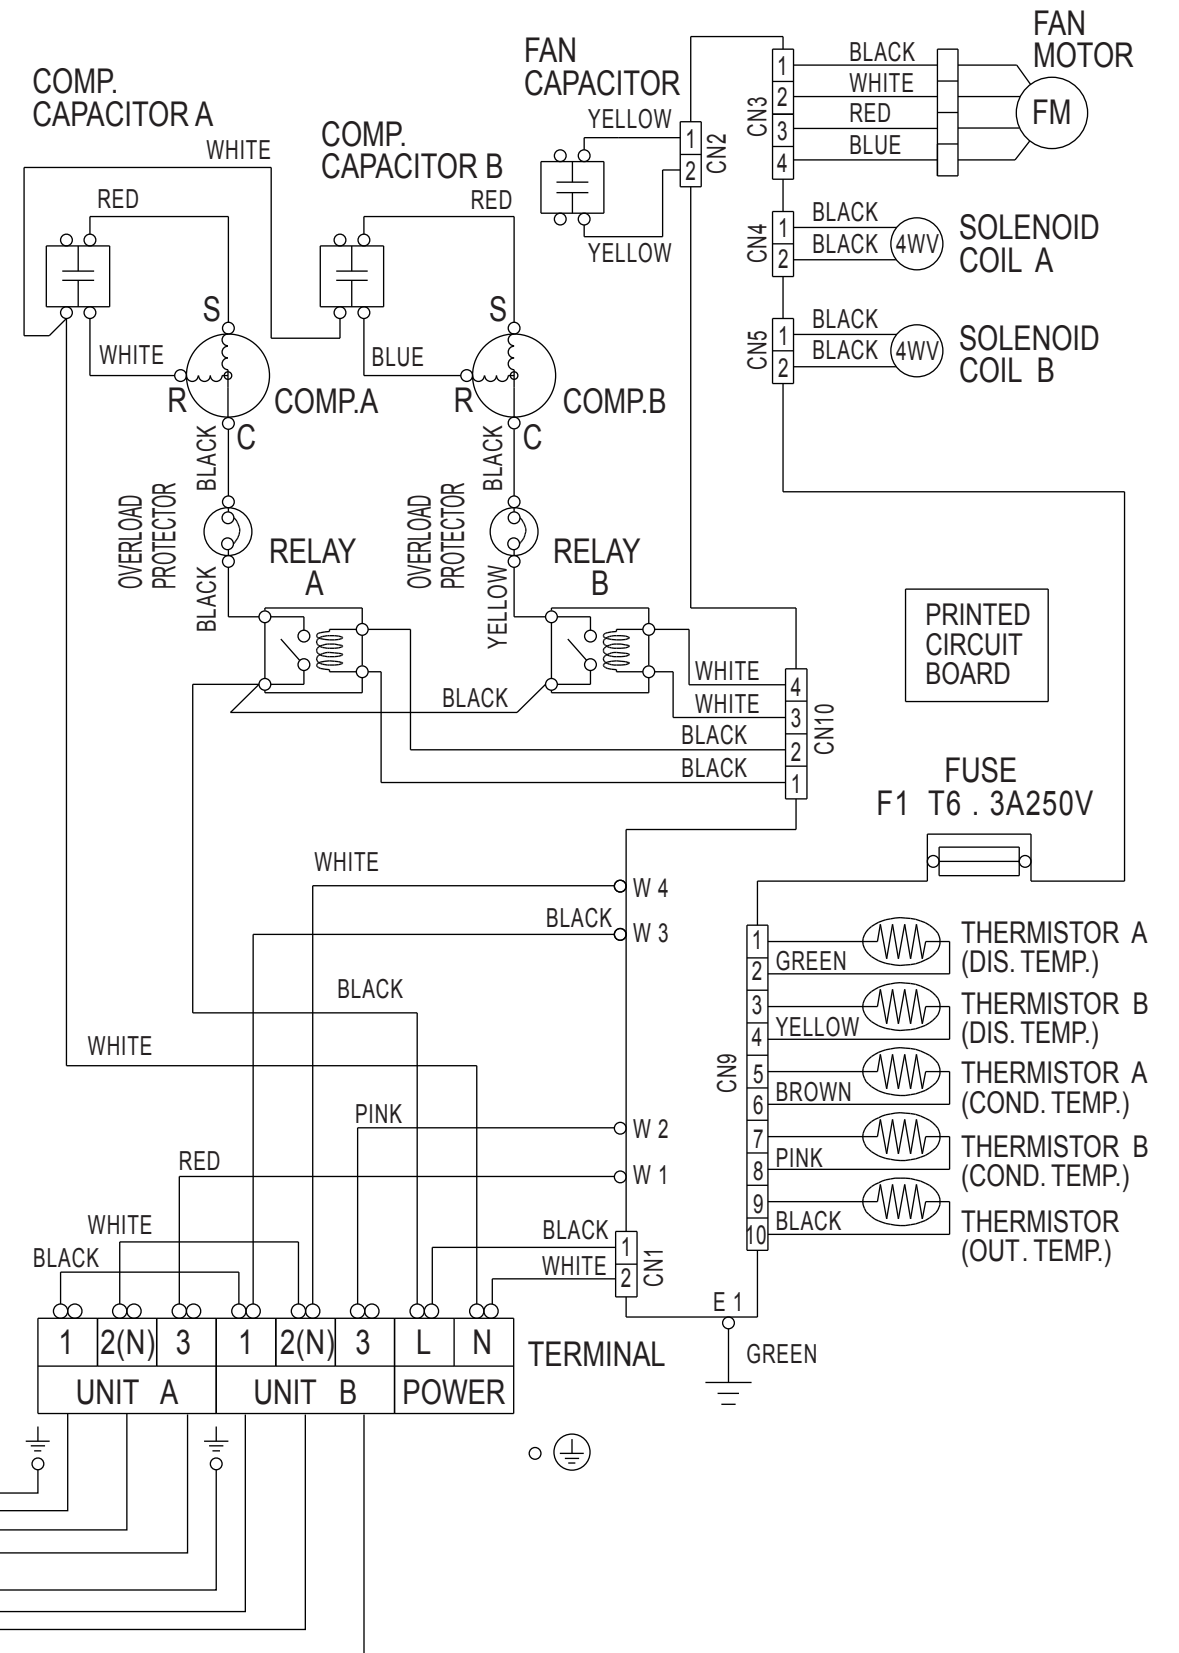 COMP.
CAPACITOR A
WHITE
RED
WHITE
S
R
C
COMP.A
COMP.
CAPACITOR B
RED
BLUE
S
R
C
COMP.B
FAN
CAPACITOR
YELLOW
YELLOW
1
2
CN2
CN3
1
2
3
4
BLACK
WHITE
RED
BLUE
FAN
MOTOR
FM
CN4
1
2
BLACK
BLACK
4WV
SOLENOID
COIL A
CN5
1
2
BLACK
BLACK
4WV
SOLENOID
COIL B
BLACK
OVERLOAD
PROTECTOR
BLACK
RELAY
A
BLACK
OVERLOAD
PROTECTOR
YELLOW
RELAY
B
BLACK
WHITE
WHITE
BLACK
BLACK
4
3
2
1
CN10
PRINTED
CIRCUIT
BOARD
FUSE
F1 T6 . 3A250V
WHITE
W 4
BLACK
W 3
BLACK
WHITE
PINK
W 2
RED
W 1
WHITE
BLACK
BLACK
WHITE
1
2
CN1
CN9
1
2
3
4
5
6
7
8
9
10
GREEN
YELLOW
BROWN
PINK
BLACK
THERMISTOR A
(DIS. TEMP.)
THERMISTOR B
(DIS. TEMP.)
THERMISTOR A
(COND. TEMP.)
THERMISTOR B
(COND. TEMP.)
THERMISTOR
(OUT. TEMP.)
E 1
GREEN
1 2(N) 3 1 2(N) 3 L N
UNIT A UNIT B POWER
TERMINAL